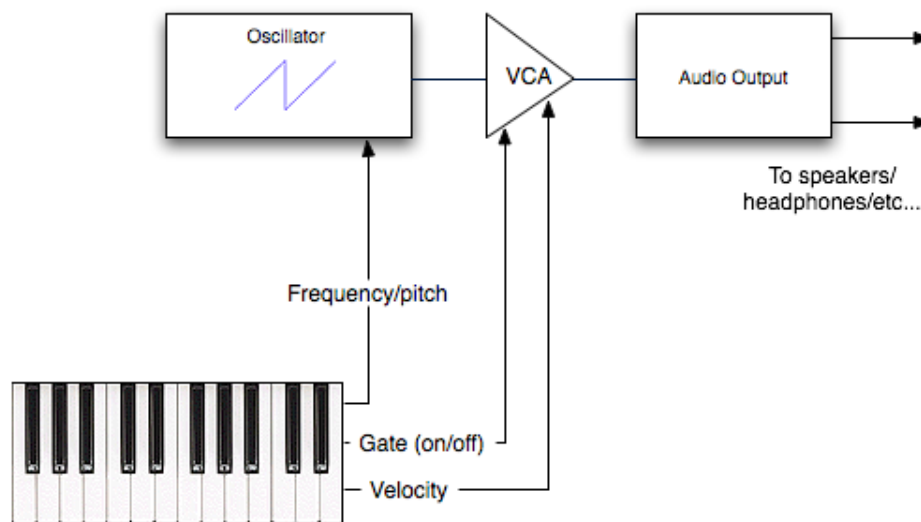 Oscillator
VCA
Audio Output
To speakers/
headphones/etc...
Frequency/pitch
Gate (on/off)
Velocity